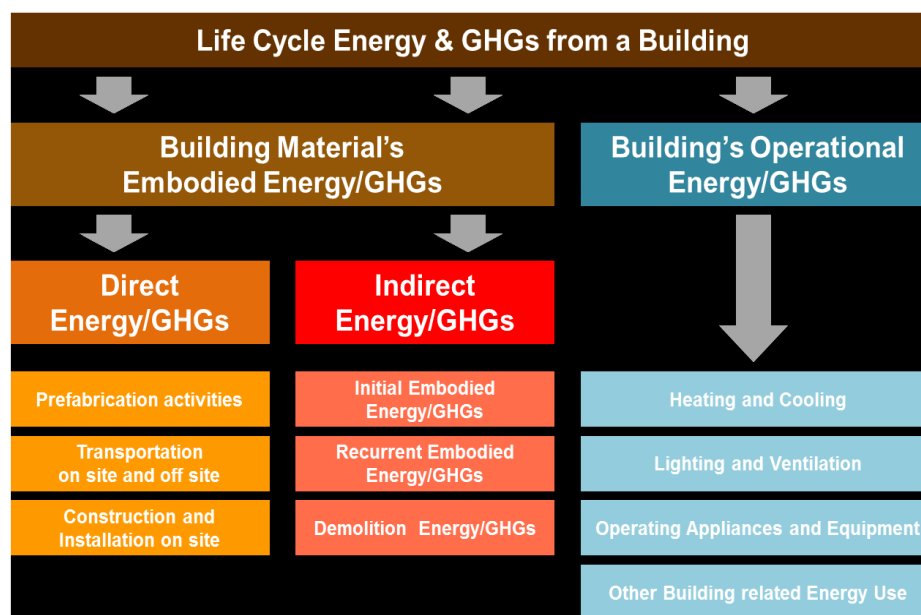 Life Cycle Energy & GHGs from a Building
Building Material's
Embodied Energy/GHGs
Building's Operational
Energy/GHGs
Direct
Energy/GHGs
Indirect
Energy/GHGs
Prefabrication activities
Transportation
on site and off site
Construction and
Installation on site
Initial Embodied
Energy/GHGs
Recurrent Embodied
Energy/GHGs
Demolition Energy/GHGs
Heating and Cooling
Lighting and Ventilation
Operating Appliances and Equipment
Other Building related Energy Use